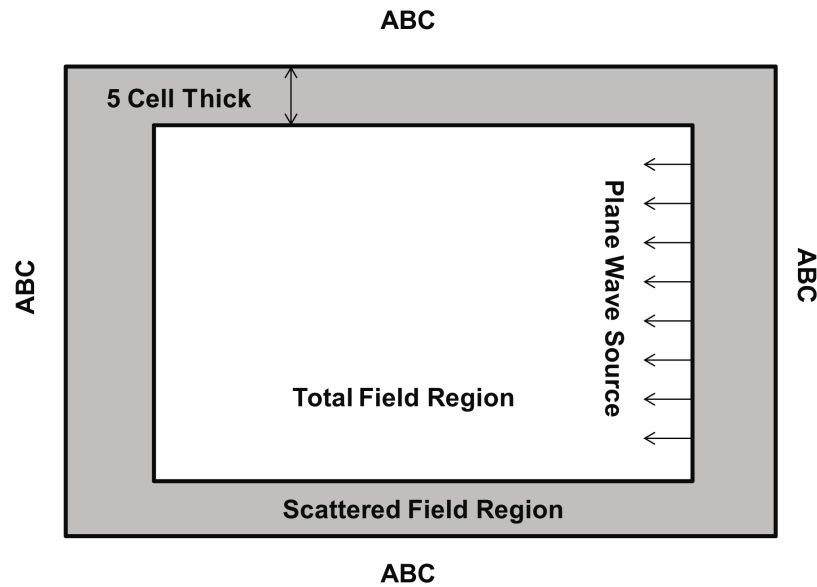 ABC
5 Cell Thick
Plane Wave Source
ABC
ABC
Total Field Region
Scattered Field Region
ABC